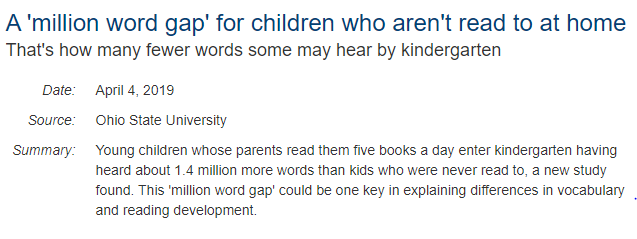 A 'million word gap' for children who aren't read to at home
That's how many fewer words some may hear by kindergarten
Date: April 4, 2019
Source: Ohio State University
Summary: Young children whose parents read them five books a day enter kindergarten having
heard about 1.4 million more words than kids who were never read to, a new study
found. This 'million word gap' could be one key in explaining differences in vocabulary
and reading development.